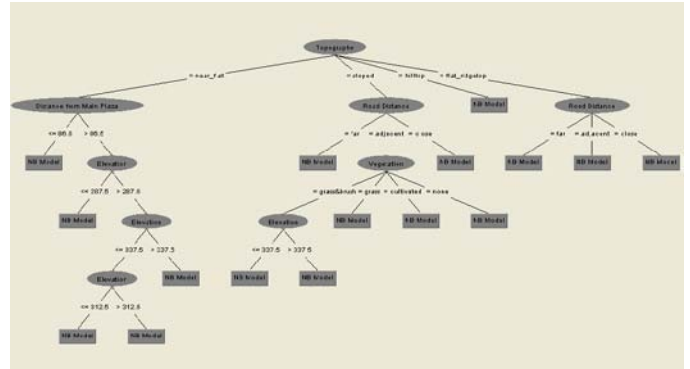 Topography
= near_flat = sloped = hilltop = flat_ridgetop
Distance from Main Plaza Road Distance NB Model Road Distance
<= 86.5 > 86.5 = far = adjacent = close = far = adjacent = close
NB Model Elevation NB Model Vegetation NB Model NB Model NB Model NB Model
<= 287.5 > 287.5 = grass&brush = grass = cultivated = none
NB Model Elevation Elevation NB Model NB Model NB Model
<= 337.5 > 337.5 <= 337.5 > 337.5
Elevation NB Model NB Model NB Model
<= 312.5 > 312.5
NB Model NB Model